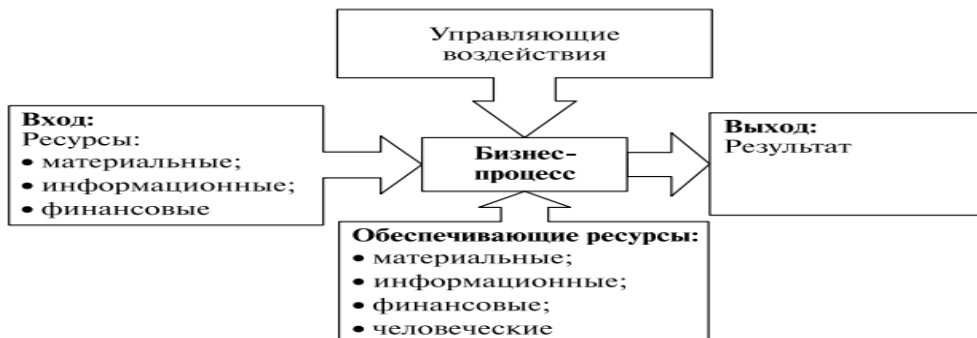 Управляющие
воздействия
Вход:
Ресурсы:
• материальные;
• информационные;
• финансовые
Бизнес-
процесс
Выход:
Результат
Обеспечивающие ресурсы:
• материальные;
• информационные;
• финансовые;
• человеческие